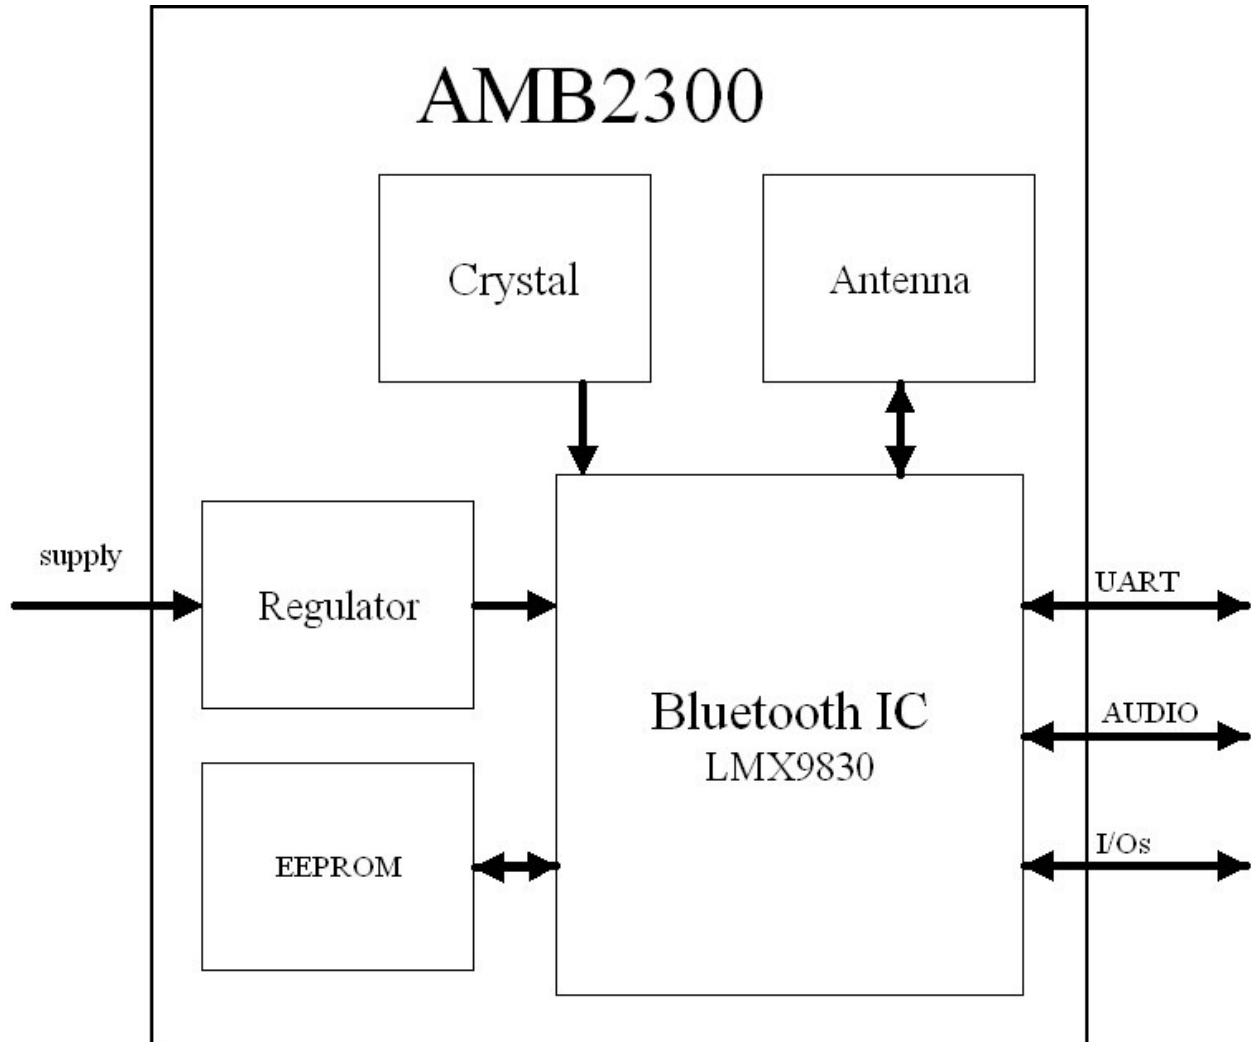 AMB2300
Crystal
Antenna
supply
Regulator
UART
Bluetooth IC
LMX9830
AUDIO
EEPROM
I/Os